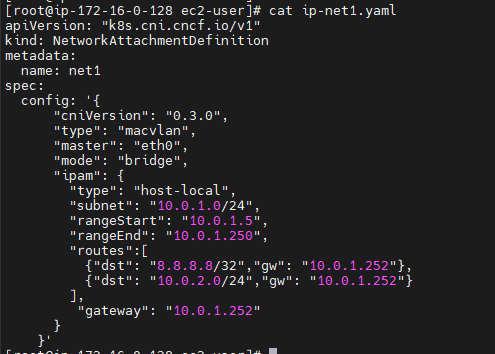 [root@ip-172-16-0-128 ec2-user]# cat ip-net1.yaml
apiVersion: "k8s.cni.cncf.io/v1"
kind: NetworkAttachmentDefinition
metadata:
  name: net1
spec:
  config: '{
      "cniVersion": "0.3.0",
      "type": "macvlan",
      "master": "eth0",
      "mode": "bridge",
      "ipam": {
        "type": "host-local",
        "subnet": "10.0.1.0/24",
        "rangeStart": "10.0.1.5",
        "rangeEnd": "10.0.1.250",
        "routes":[
          {"dst": "8.8.8.8/32","gw": "10.0.1.252"},
          {"dst": "10.0.2.0/24","gw": "10.0.1.252"}
        ],
         "gateway": "10.0.1.252"
      }
    }'
[root@ip-172-16-0-128 ec2-user]#